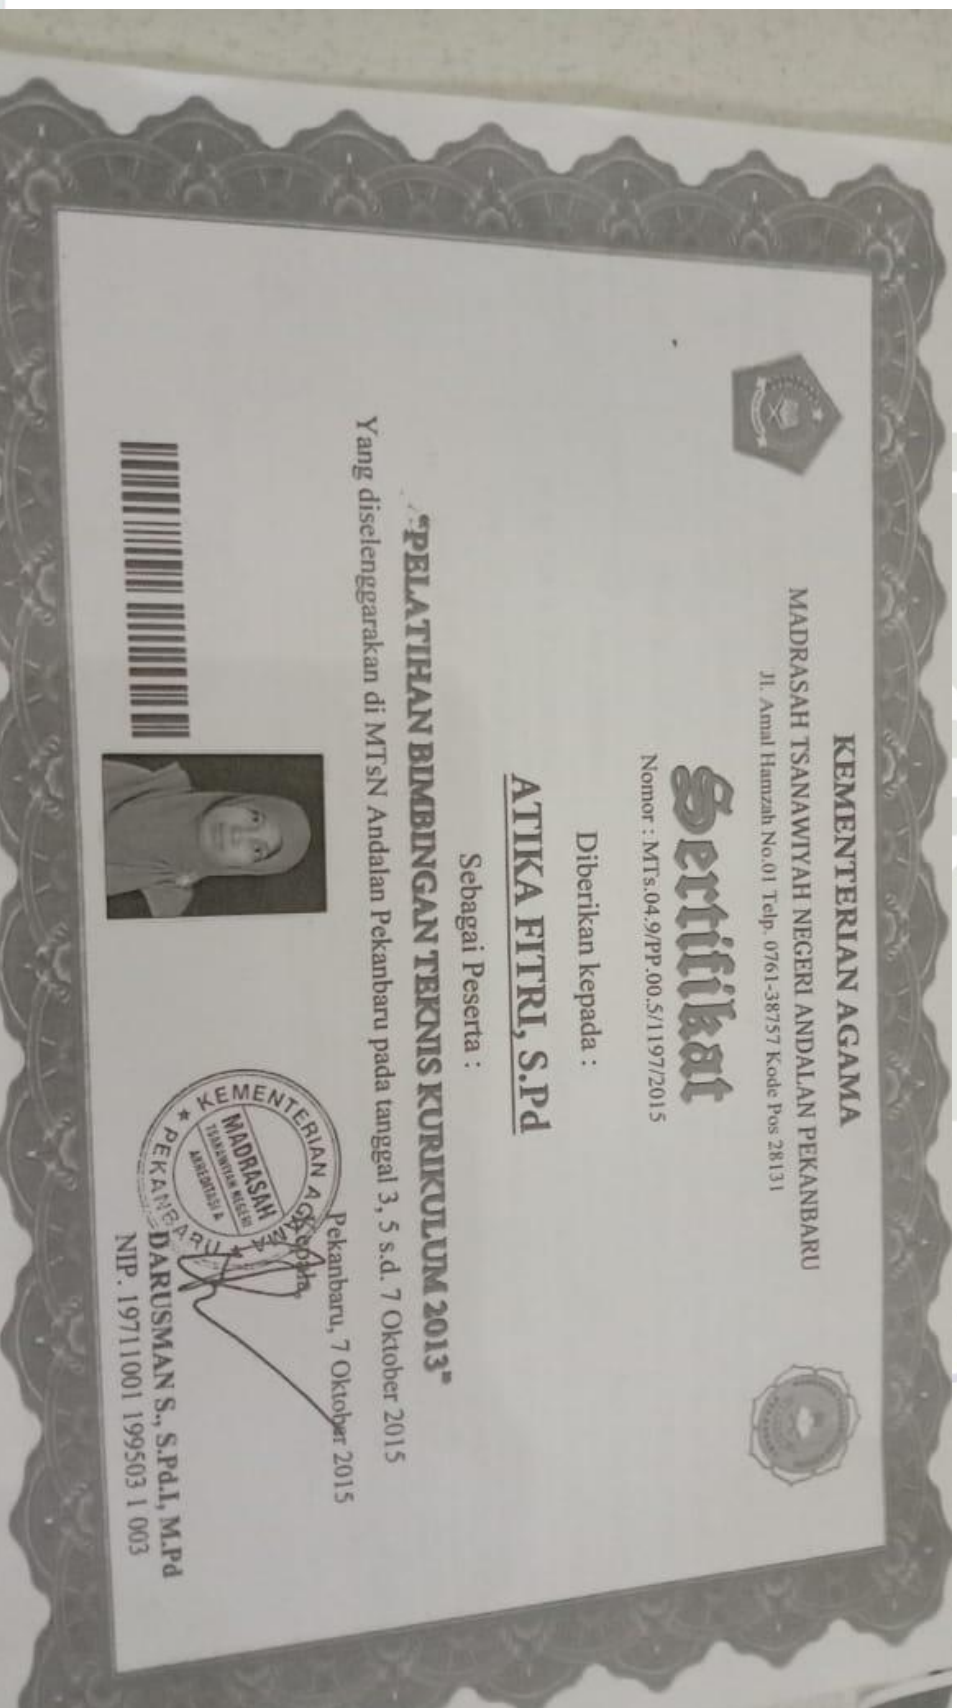 KEMENTERIAN AGAMA
MADRASAH TSANAWIYAH NEGERI ANDALAN PEKANBARU
Jl. Amal Hamzah No.01 Telp. 0761-38757 Kode Pos 28131
Sertifikat
Nomor : MTs.04.9/PP.00.5/1197/2015
Diberikan kepada :
ATIKA FITRI, S.Pd
Sebagai Peserta :
"PELATIHAN BIMBINGAN TEKNIS KURIKULUM 2013"
Yang diselenggarakan di MTsN Andalan Pekanbaru pada tanggal 3, 5 s.d. 7 Oktober 2015
Pekanbaru, 7 Oktober 2015
Kepala,
KEMENTERIAN AGAMA
MADRASAH
TSANAWIYAH NEGERI
AKREDITASI A
PEKANBARU
DARUSMAN S., S.Pd.I, M.Pd
NIP. 19711001 199503 1 003